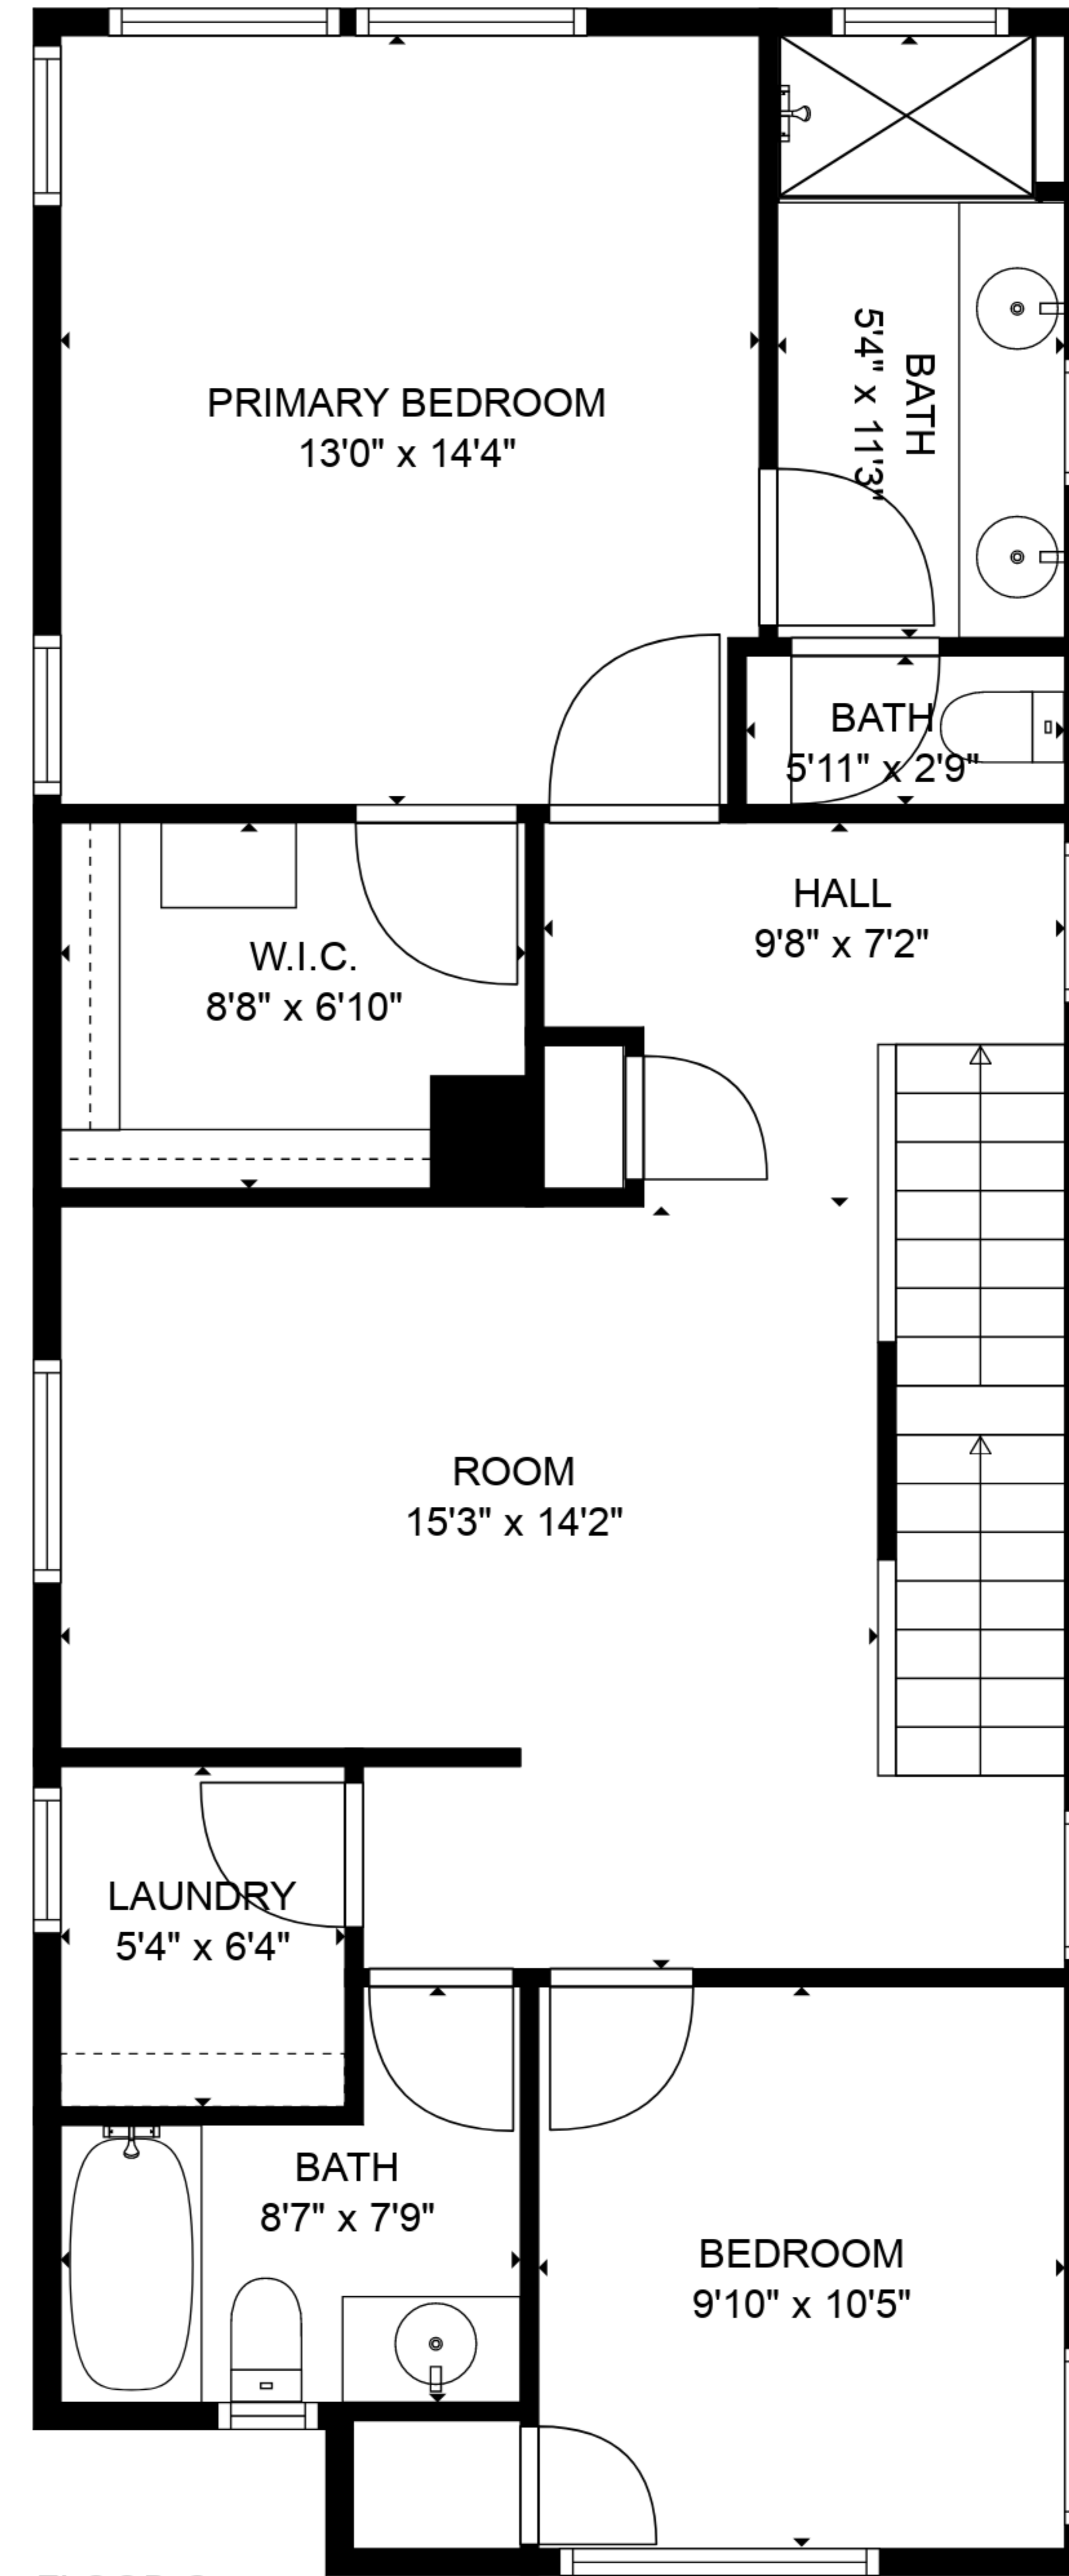 PRIMARY BEDROOM
13'0" x 14'4"
BATH
5'4" x 11'3"
BATH
5'11" x 2'9"
HALL
9'8" x 7'2"
W.I.C.
8'8" x 6'10"
ROOM
15'3" x 14'2"
LAUNDRY
5'4" x 6'4"
BATH
8'7" x 7'9"
BEDROOM
9'10" x 10'5"